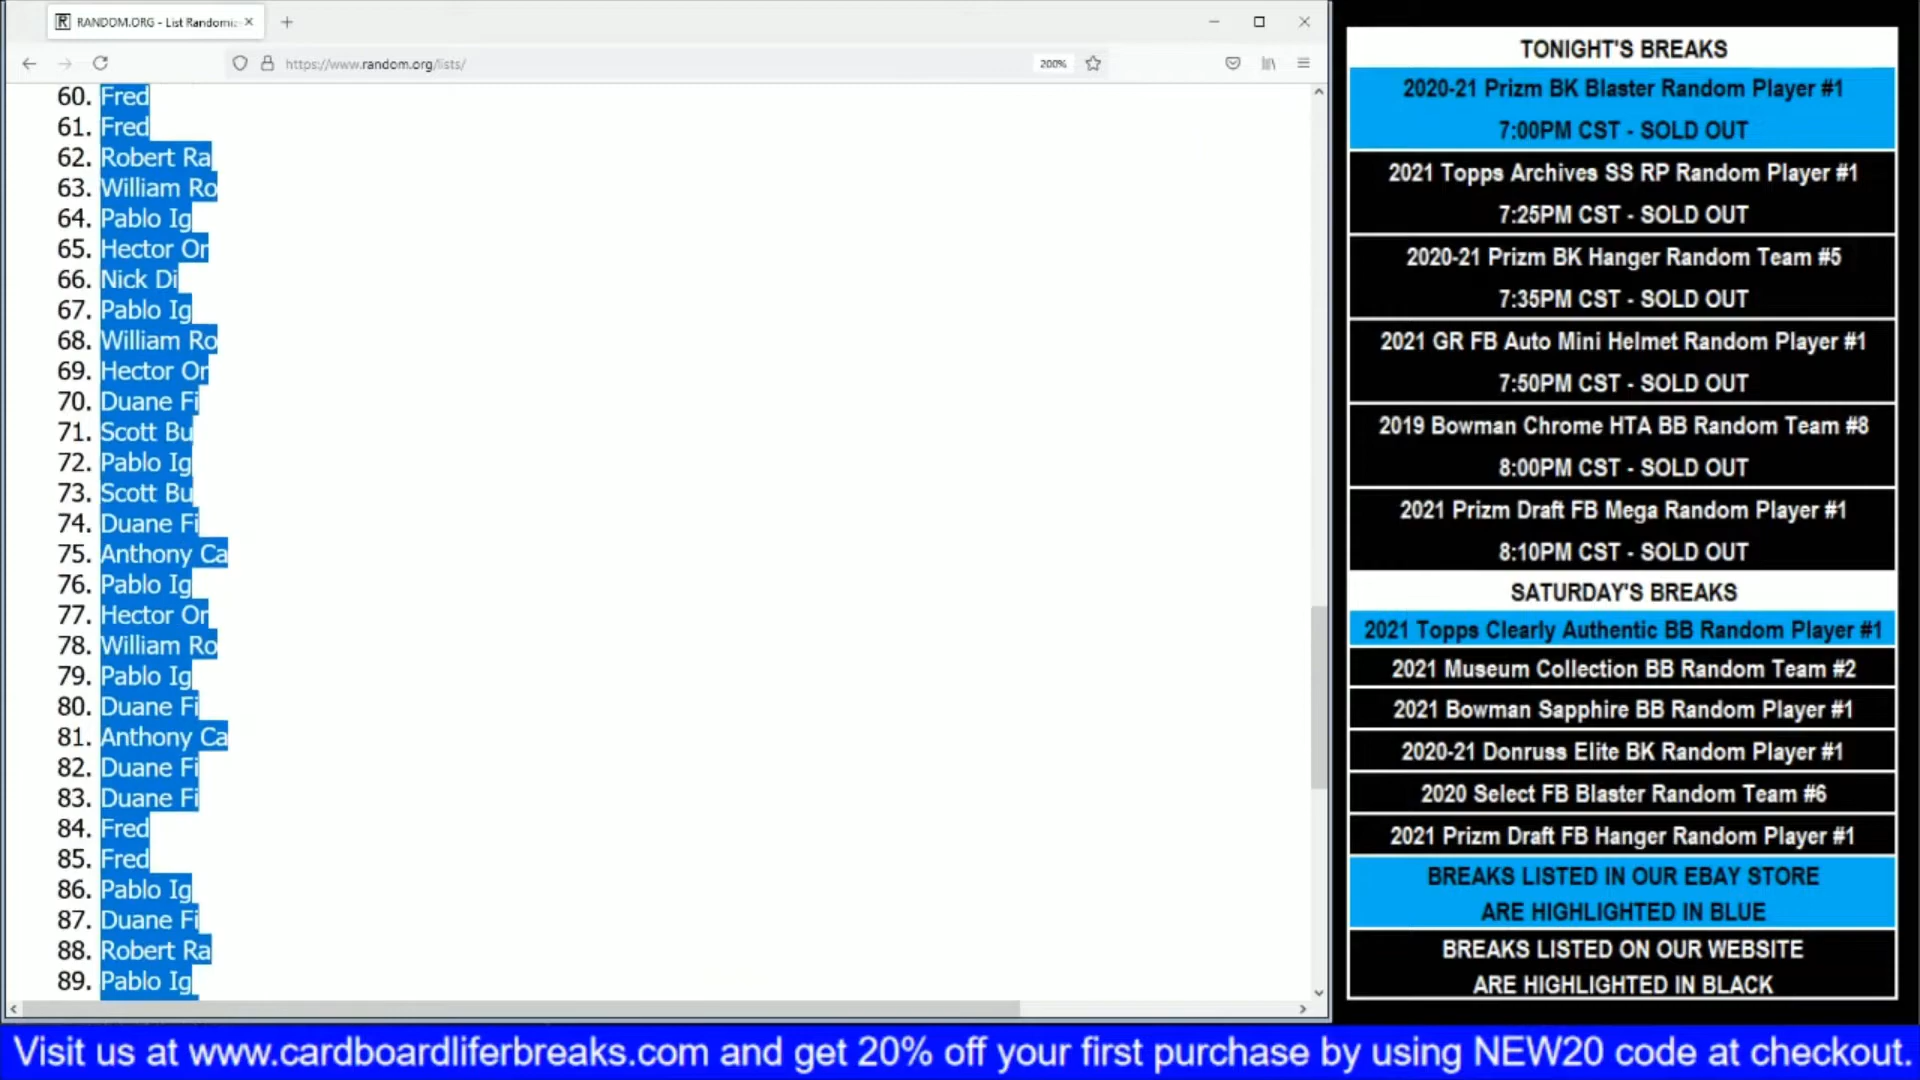 RANDOM.ORG - List Randomiz
https://www.random.org/lists/
200%
60. Fred
61. Fred
62. Robert Ra
63. William Ro
64. Pablo Ig
65. Hector Or
66. Nick Di
67. Pablo Ig
68. William Ro
69. Hector Or
70. Duane Fi
71. Scott Bu
72. Pablo Ig
73. Scott Bu
74. Duane Fi
75. Anthony Ca
76. Pablo Ig
77. Hector Or
78. William Ro
79. Pablo Ig
80. Duane Fi
81. Anthony Ca
82. Duane Fi
83. Duane Fi
84. Fred
85. Fred
86. Pablo Ig
87. Duane Fi
88. Robert Ra
89. Pablo Ig
TONIGHT'S BREAKS
2020-21 Prizm BK Blaster Random Player #1
7:00PM CST - SOLD OUT
2021 Topps Archives SS RP Random Player #1
7:25PM CST - SOLD OUT
2020-21 Prizm BK Hanger Random Team #5
7:35PM CST - SOLD OUT
2021 GR FB Auto Mini Helmet Random Player #1
7:50PM CST - SOLD OUT
2019 Bowman Chrome HTA BB Random Team #8
8:00PM CST - SOLD OUT
2021 Prizm Draft FB Mega Random Player #1
8:10PM CST - SOLD OUT
SATURDAY'S BREAKS
2021 Topps Clearly Authentic BB Random Player #1
2021 Museum Collection BB Random Team #2
2021 Bowman Sapphire BB Random Player #1
2020-21 Donruss Elite BK Random Player #1
2020 Select FB Blaster Random Team #6
2021 Prizm Draft FB Hanger Random Player #1
BREAKS LISTED IN OUR EBAY STORE
ARE HIGHLIGHTED IN BLUE
BREAKS LISTED ON OUR WEBSITE
ARE HIGHLIGHTED IN BLACK
Visit us at www.cardboardliferbreaks.com and get 20% off your first purchase by using NEW20 code at checkout.